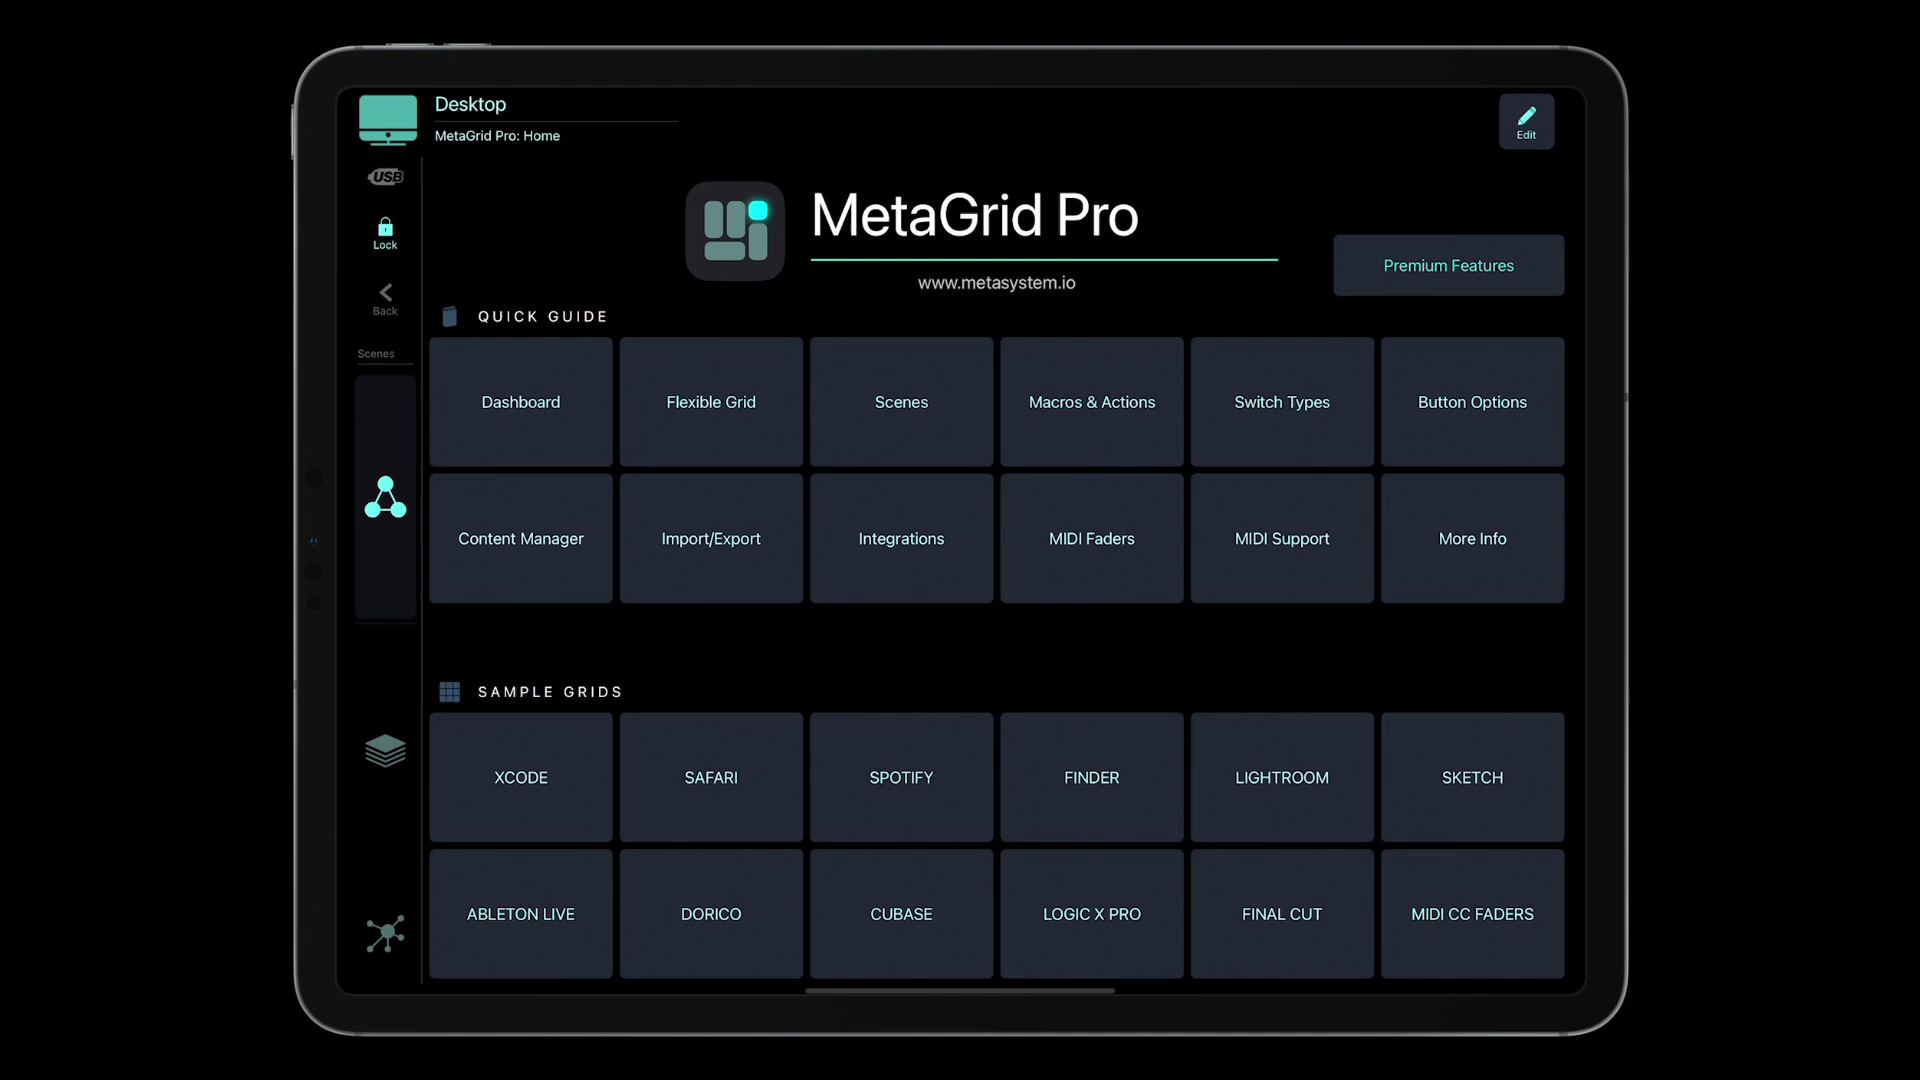 Desktop
MetaGrid Pro: Home
Edit
USB
Lock
Back
Scenes
MetaGrid Pro
www.metasystem.io
Premium Features
QUICK GUIDE
Dashboard
Flexible Grid
Scenes
Macros & Actions
Switch Types
Button Options
Content Manager
Import/Export
Integrations
MIDI Faders
MIDI Support
More Info
SAMPLE GRIDS
XCODE
SAFARI
SPOTIFY
FINDER
LIGHTROOM
SKETCH
ABLETON LIVE
DORICO
CUBASE
LOGIC X PRO
FINAL CUT
MIDI CC FADERS